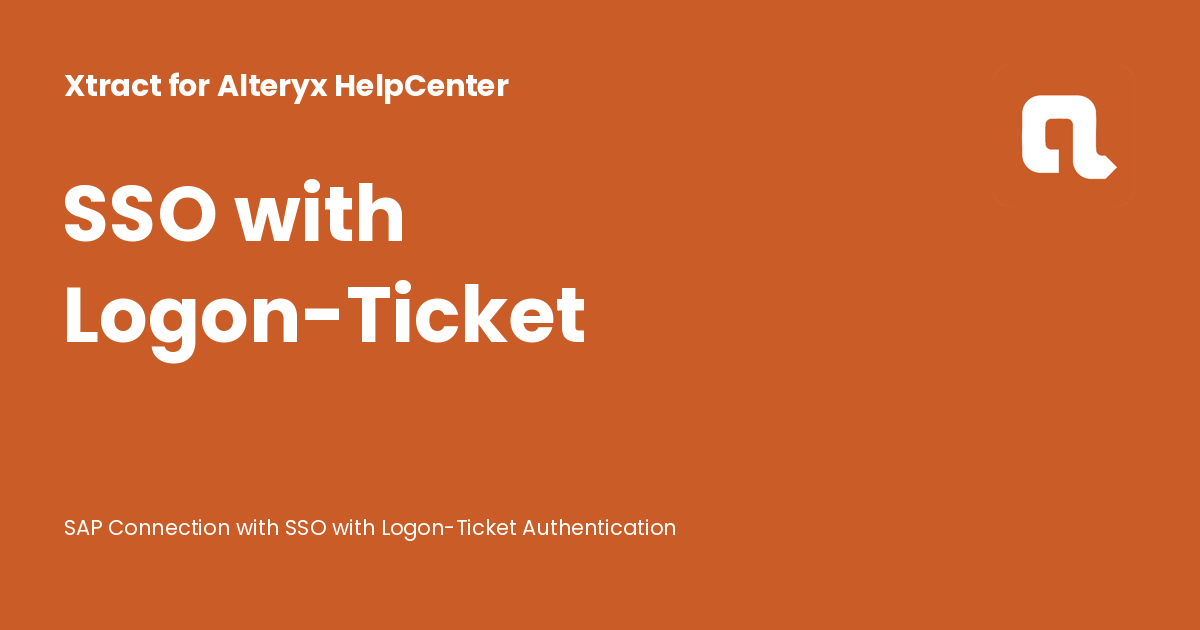 Xtract for Alteryx HelpCenter
SSO with
Logon-Ticket
SAP Connection with SSO with Logon-Ticket Authentication